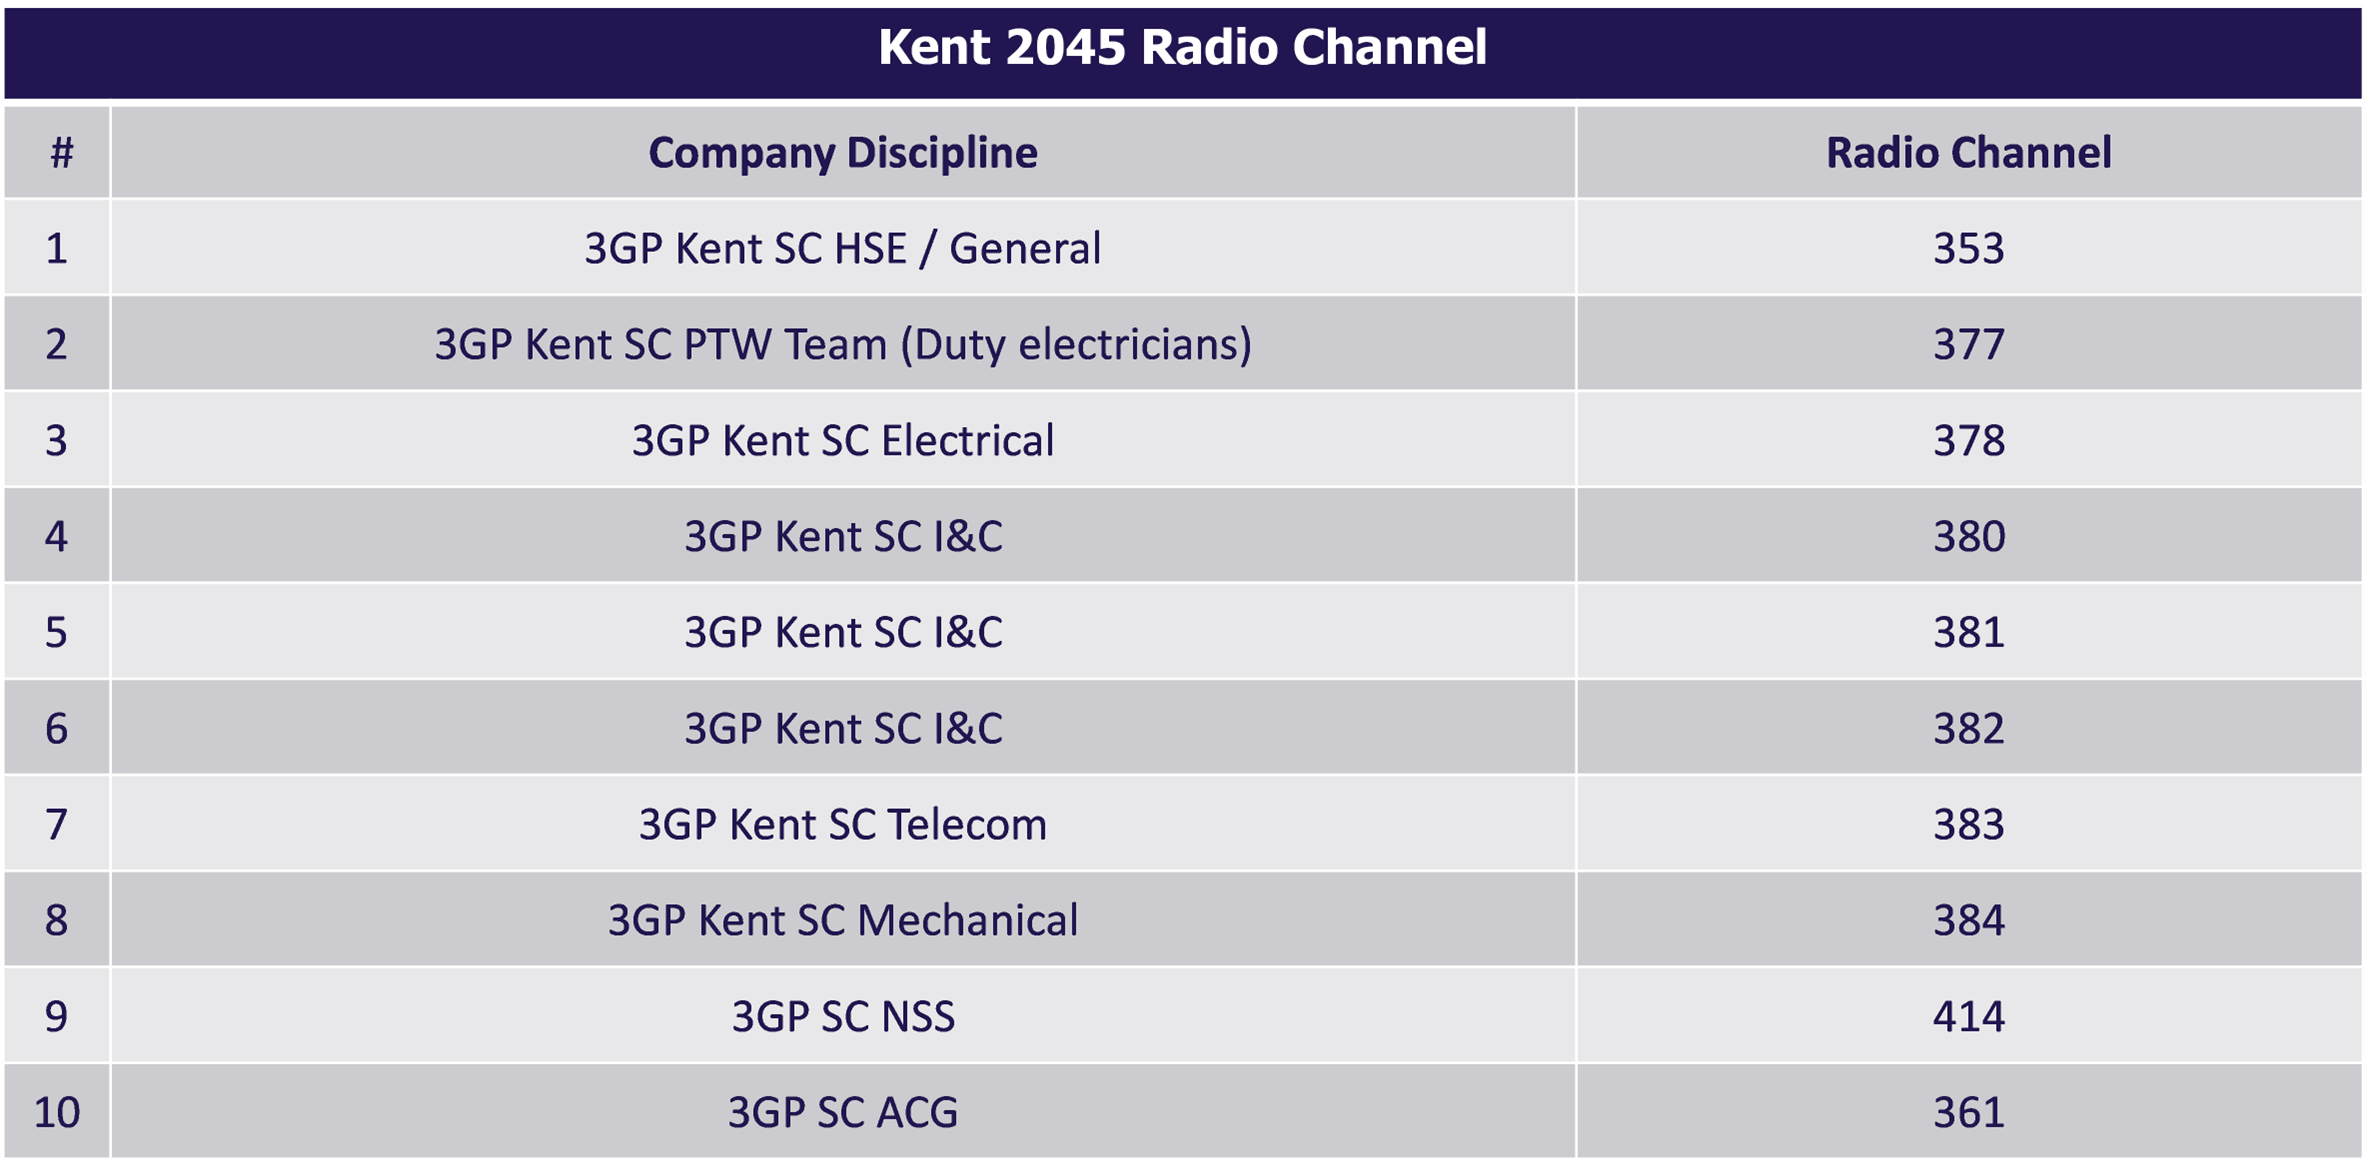 Kent 2045 Radio Channel
# Company Discipline Radio Channel
1 3GP Kent SC HSE / General 353
2 3GP Kent SC PTW Team (Duty electricians) 377
3 3GP Kent SC Electrical 378
4 3GP Kent SC I&C 380
5 3GP Kent SC I&C 381
6 3GP Kent SC I&C 382
7 3GP Kent SC Telecom 383
8 3GP Kent SC Mechanical 384
9 3GP SC NSS 414
10 3GP SC ACG 361